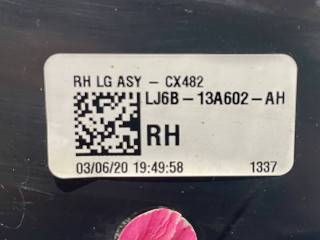 RH LG ASY - CX482
LJ6B-13A602-AH
RH
03/06/20 19:49:58 1337